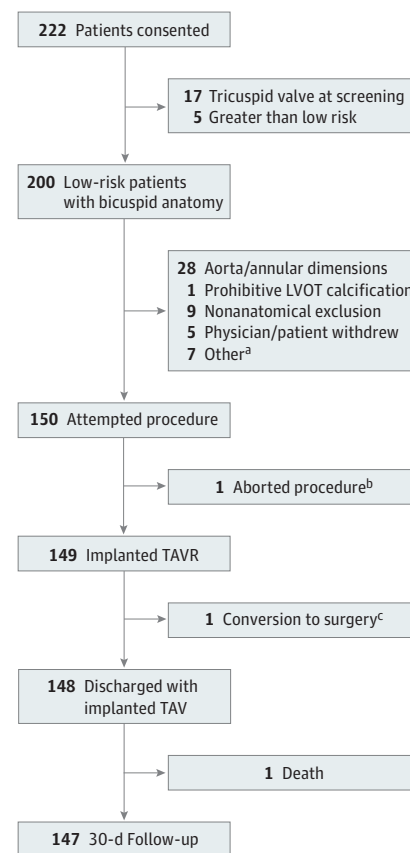 222 Patients consented
17 Tricuspid valve at screening
5 Greater than low risk
200 Low-risk patients
with bicuspid anatomy
28 Aorta/annular dimensions
1 Prohibitive LVOT calcification
9 Nonanatomical exclusion
5 Physician/patient withdrew
7 Otherᵃ
150 Attempted procedure
1 Aborted procedureᵇ
149 Implanted TAVR
1 Conversion to surgeryᶜ
148 Discharged with
implanted TAV
1 Death
147 30-d Follow-up